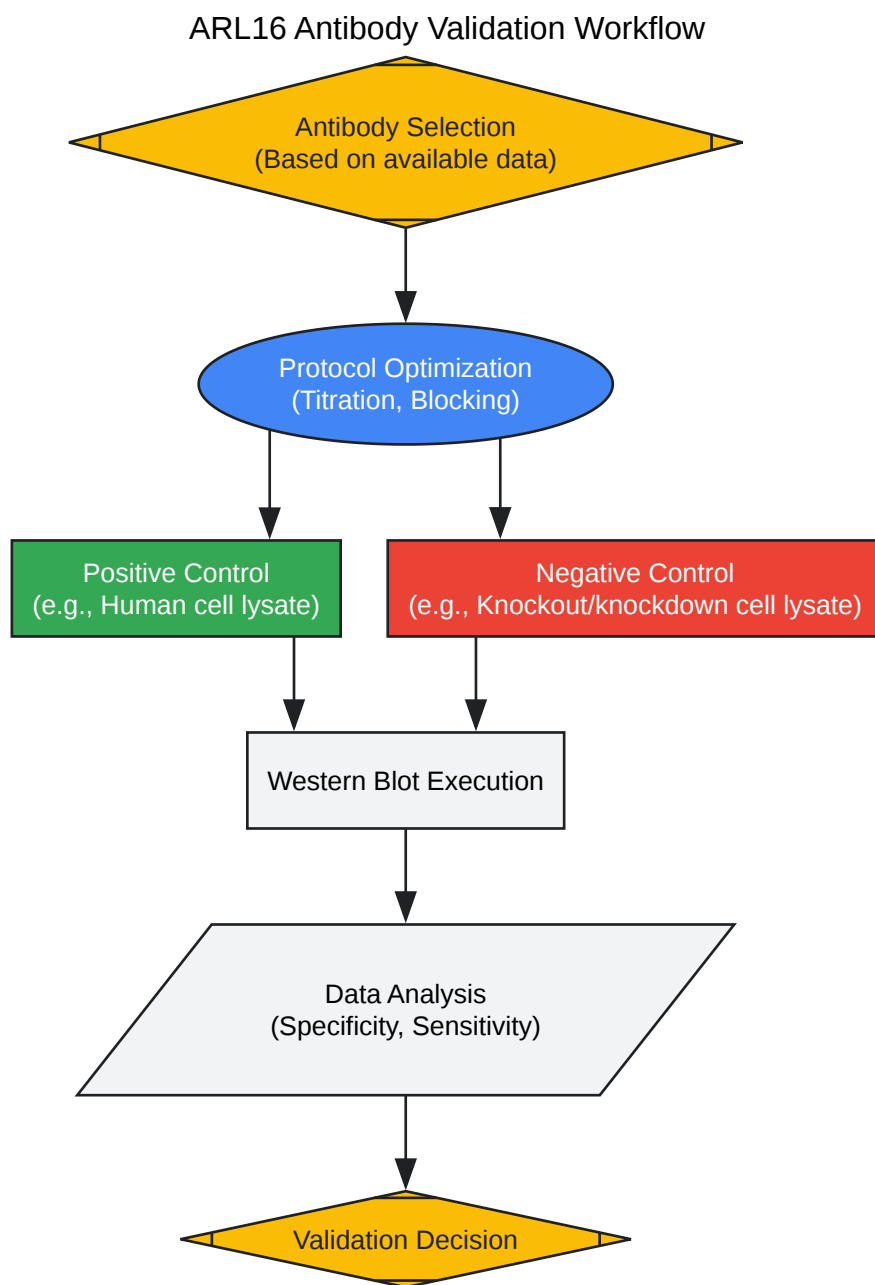 ARL16 Antibody Validation Workflow
Antibody Selection
(Based on available data)
Protocol Optimization
(Titration, Blocking)
Positive Control
(e.g., Human cell lysate)
Negative Control
(e.g., Knockout/knockdown cell lysate)
Western Blot Execution
Data Analysis
(Specificity, Sensitivity)
Validation Decision